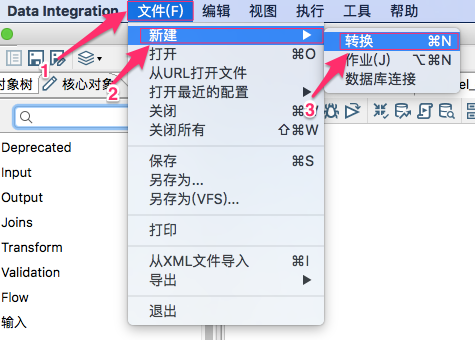 Data Integration 文件(F) 编辑 视图 执行 工具 帮助
新建
转换 ⌘N
作业(J) ⌥⌘N
数据库连接
打开 ⌘O
从URL打开文件
打开最近的配置
关闭
关闭所有 ⇧⌘W
保存 ⌘S
另存为...
另存为(VFS)...
打印
从XML文件导入 ⌘I
导出
退出
1
2
3
对象树 核心对象
Deprecated
Input
Output
Joins
Transform
Validation
Flow
输入